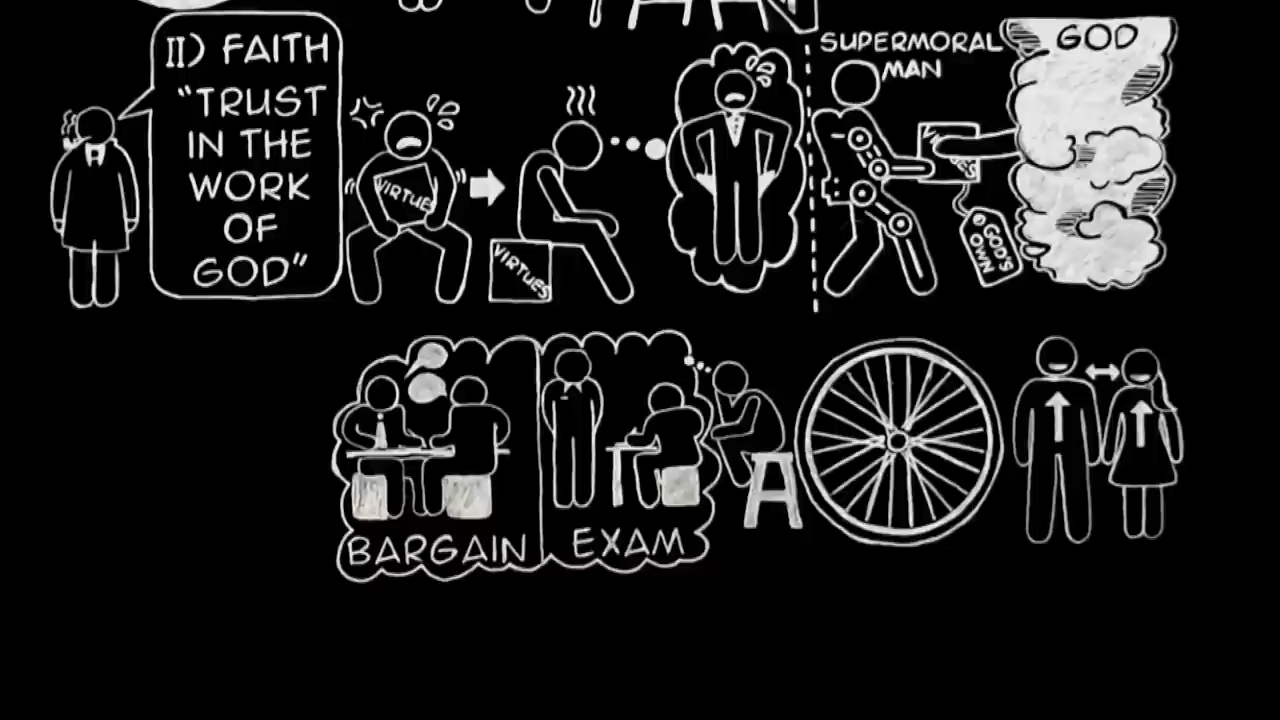 II) FAITH
"TRUST
IN THE
WORK
OF
GOD"
VIRTUES
VIRTUES
SUPERMORAL
MAN
GOD
GOD'S
OWN
BARGAIN
EXAM